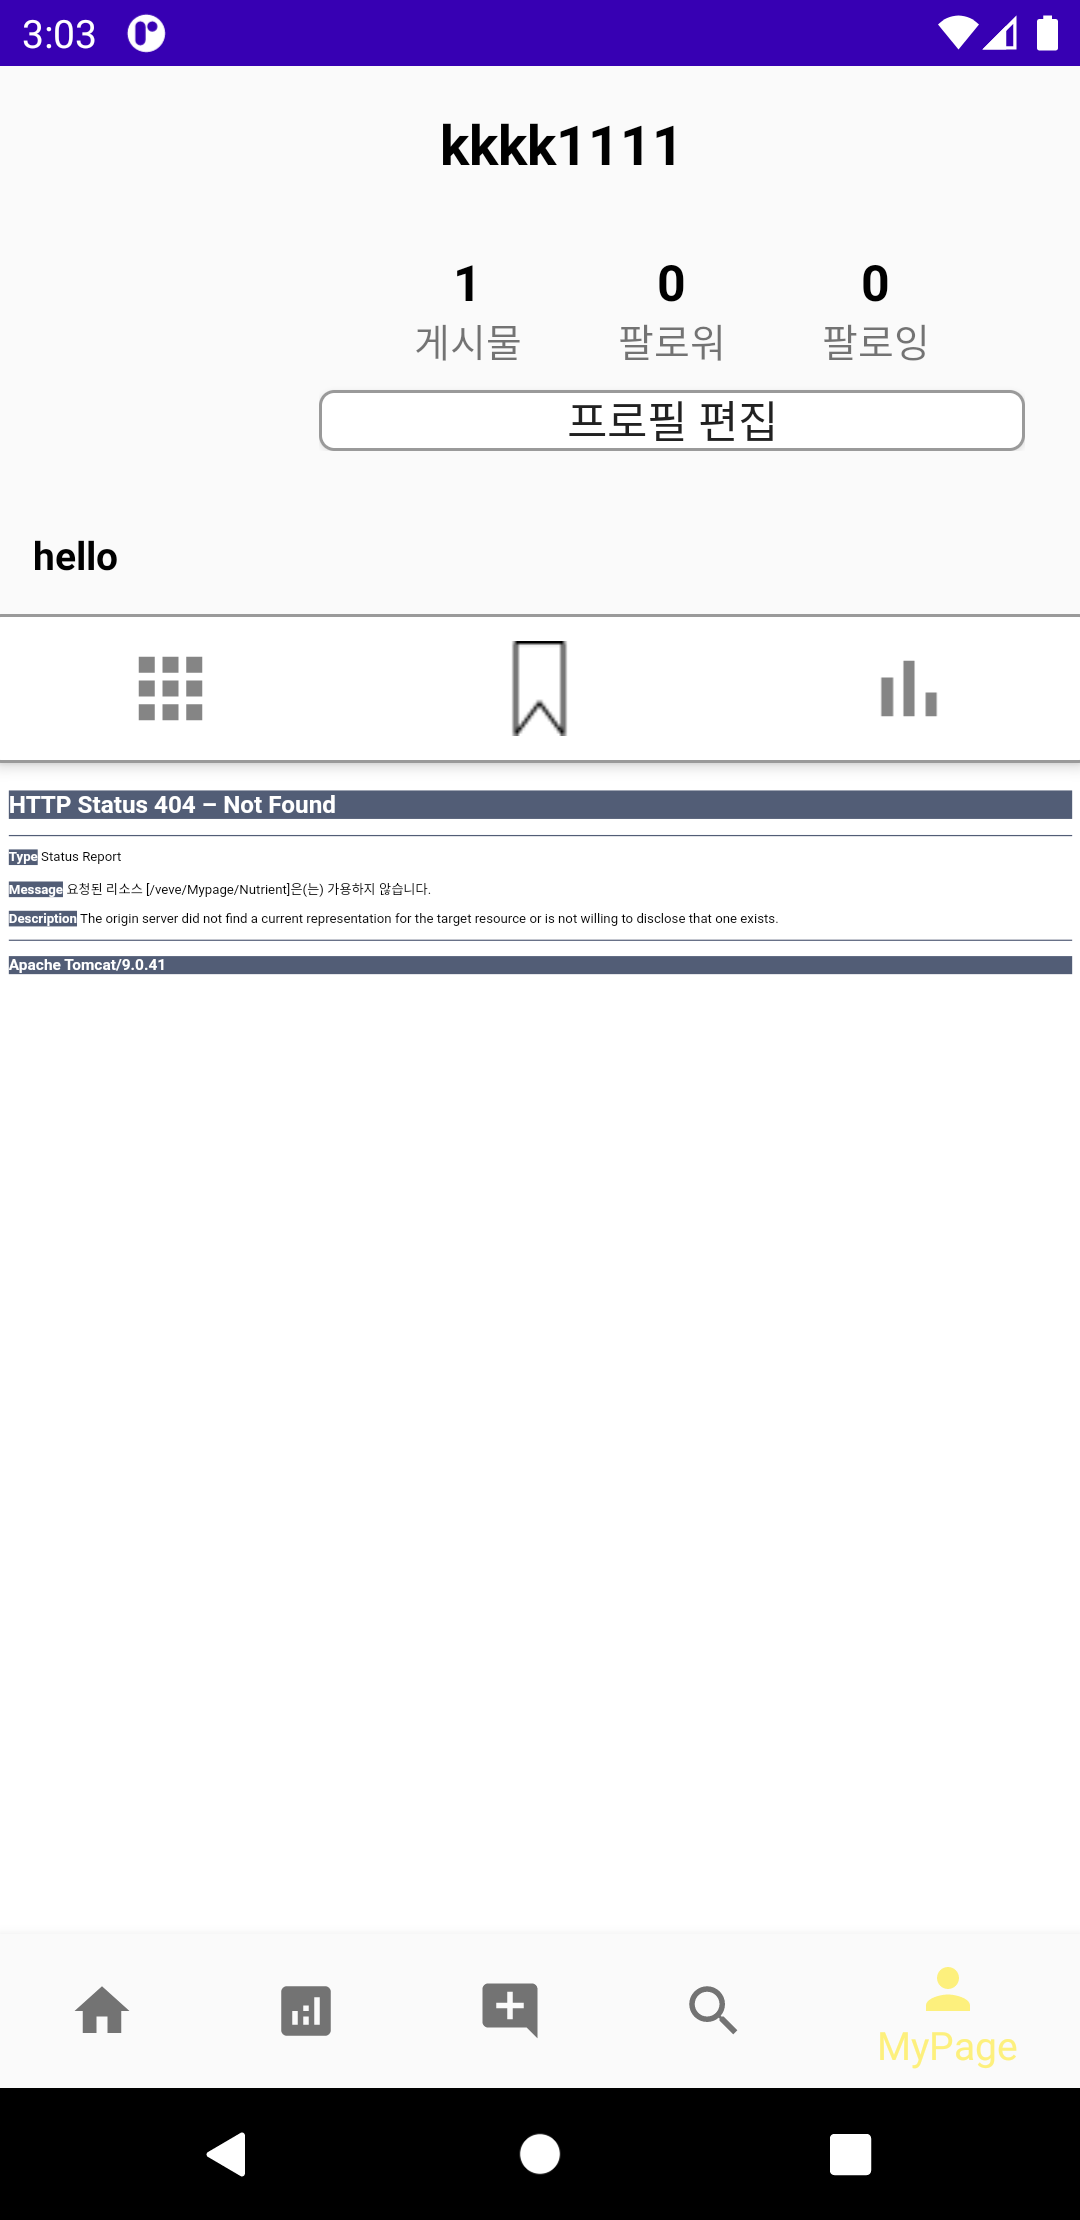 3:03
kkkk1111
1 0 0
게시물 팔로워 팔로잉
프로필 편집
hello
HTTP Status 404 – Not Found
Type Status Report
Message 요청된 리소스 [/veve/Mypage/Nutrient]은(는) 가용하지 않습니다.
Description The origin server did not find a current representation for the target resource or is not willing to disclose that one exists.
Apache Tomcat/9.0.41
MyPage